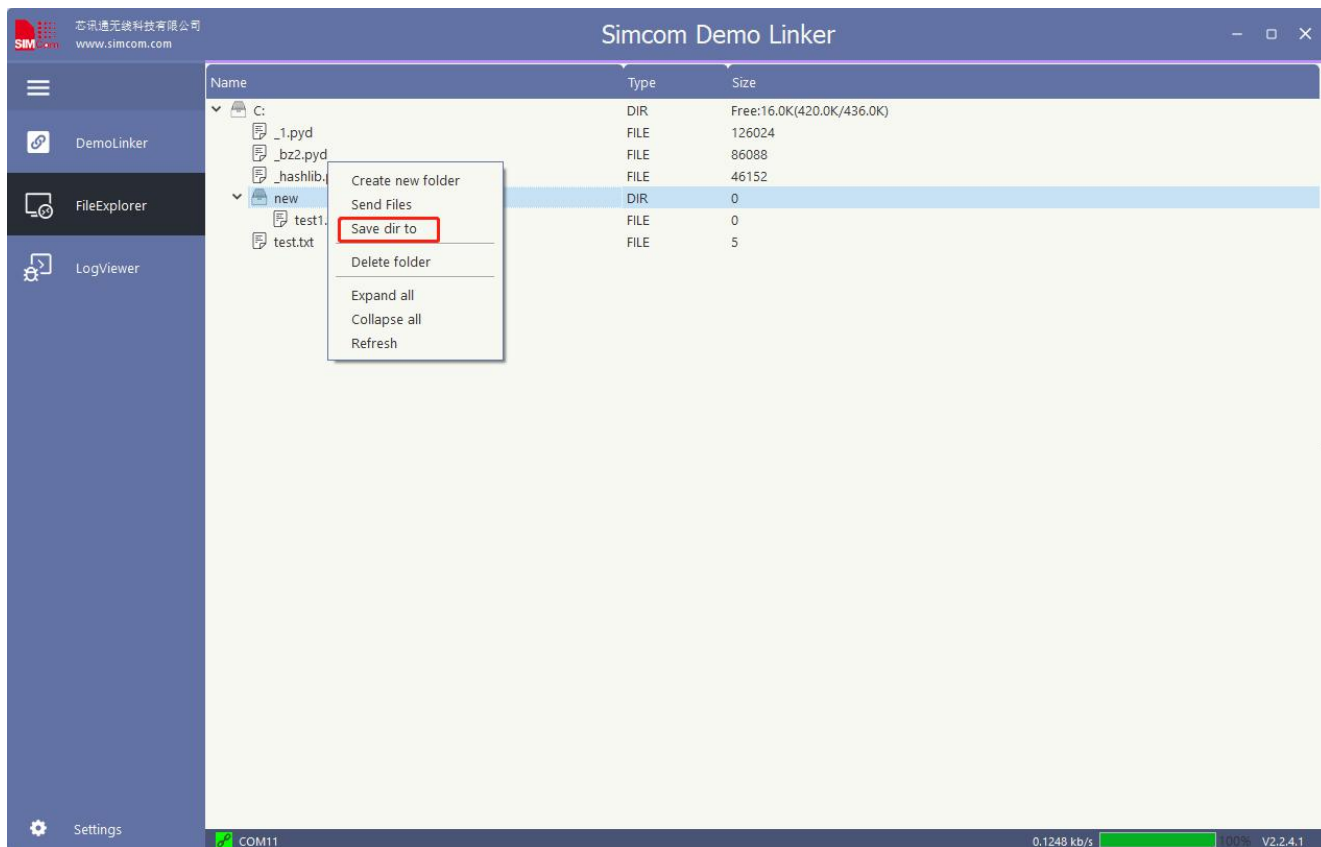 芯讯通无线科技有限公司
SIMCom www.simcom.com
Simcom Demo Linker
Name Type Size
C: DIR Free:16.0K(420.0K/436.0K)
_1.pyd FILE 126024
_bz2.pyd FILE 86088
_hashlib. FILE 46152
new DIR 0
test1. FILE 0
test.txt FILE 5
Create new folder
Send Files
Save dir to
Delete folder
Expand all
Collapse all
Refresh
DemoLinker
FileExplorer
LogViewer
Settings
COM11 0.1248 kb/s 100% V2.2.4.1